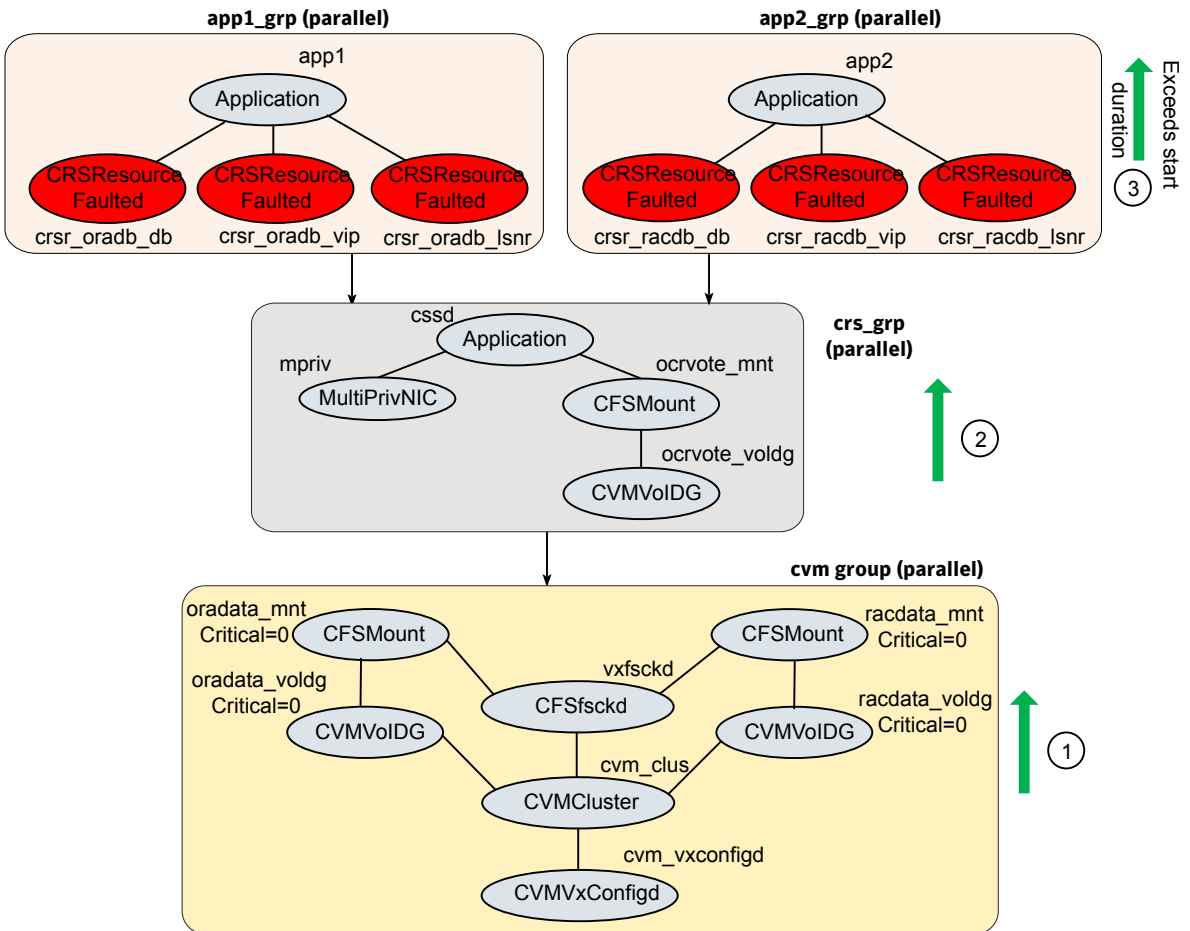 app1_grp (parallel)
app2_grp (parallel)
app1
Application
CRSResource
Faulted
CRSResource
Faulted
CRSResource
Faulted
crsr_oradb_db
crsr_oradb_vip
crsr_oradb_lsnr
app2
Application
CRSResource
Faulted
CRSResource
Faulted
CRSResource
Faulted
crsr_racdb_db
crsr_racdb_vip
crsr_racdb_lsnr
Exceeds start
duration
3
crs_grp
(parallel)
cssd
Application
mpriv
MultiPrivNIC
ocrvote_mnt
CFSMount
ocrvote_voldg
CVMVolDG
2
cvm group (parallel)
oradata_mnt
Critical=0
CFSMount
racdata_mnt
Critical=0
CFSMount
oradata_voldg
Critical=0
CVMVolDG
vxfsckd
CFSfsckd
racdata_voldg
Critical=0
CVMVolDG
cvm_clus
CVMCluster
cvm_vxconfigd
CVMVxConfigd
1